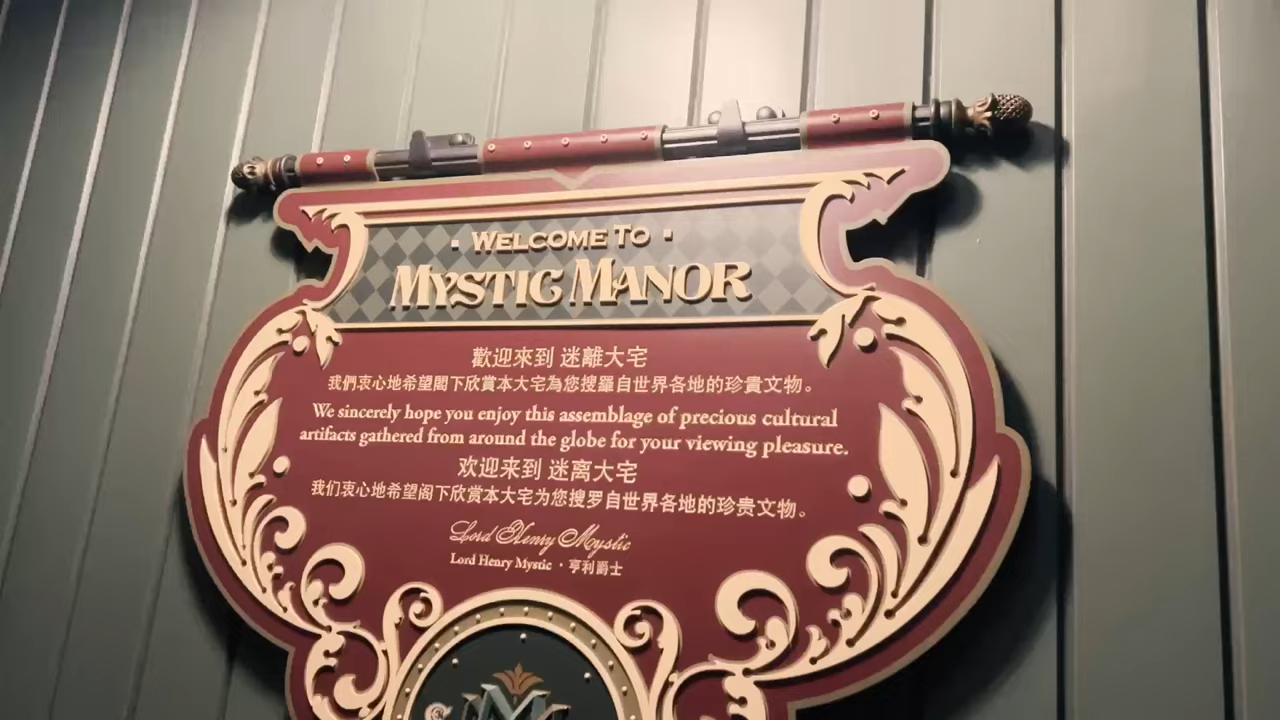 · WELCOME TO ·
MYSTIC MANOR
歡迎來到 迷離大宅
我們衷心地希望閣下欣賞本大宅為您搜羅自世界各地的珍貴文物。
We sincerely hope you enjoy this assemblage of precious cultural
artifacts gathered from around the globe for your viewing pleasure.
欢迎来到 迷离大宅
我们衷心地希望阁下欣赏本大宅为您搜罗自世界各地的珍贵文物。
Lord Henry Mystic
Lord Henry Mystic · 亨利爵士
M